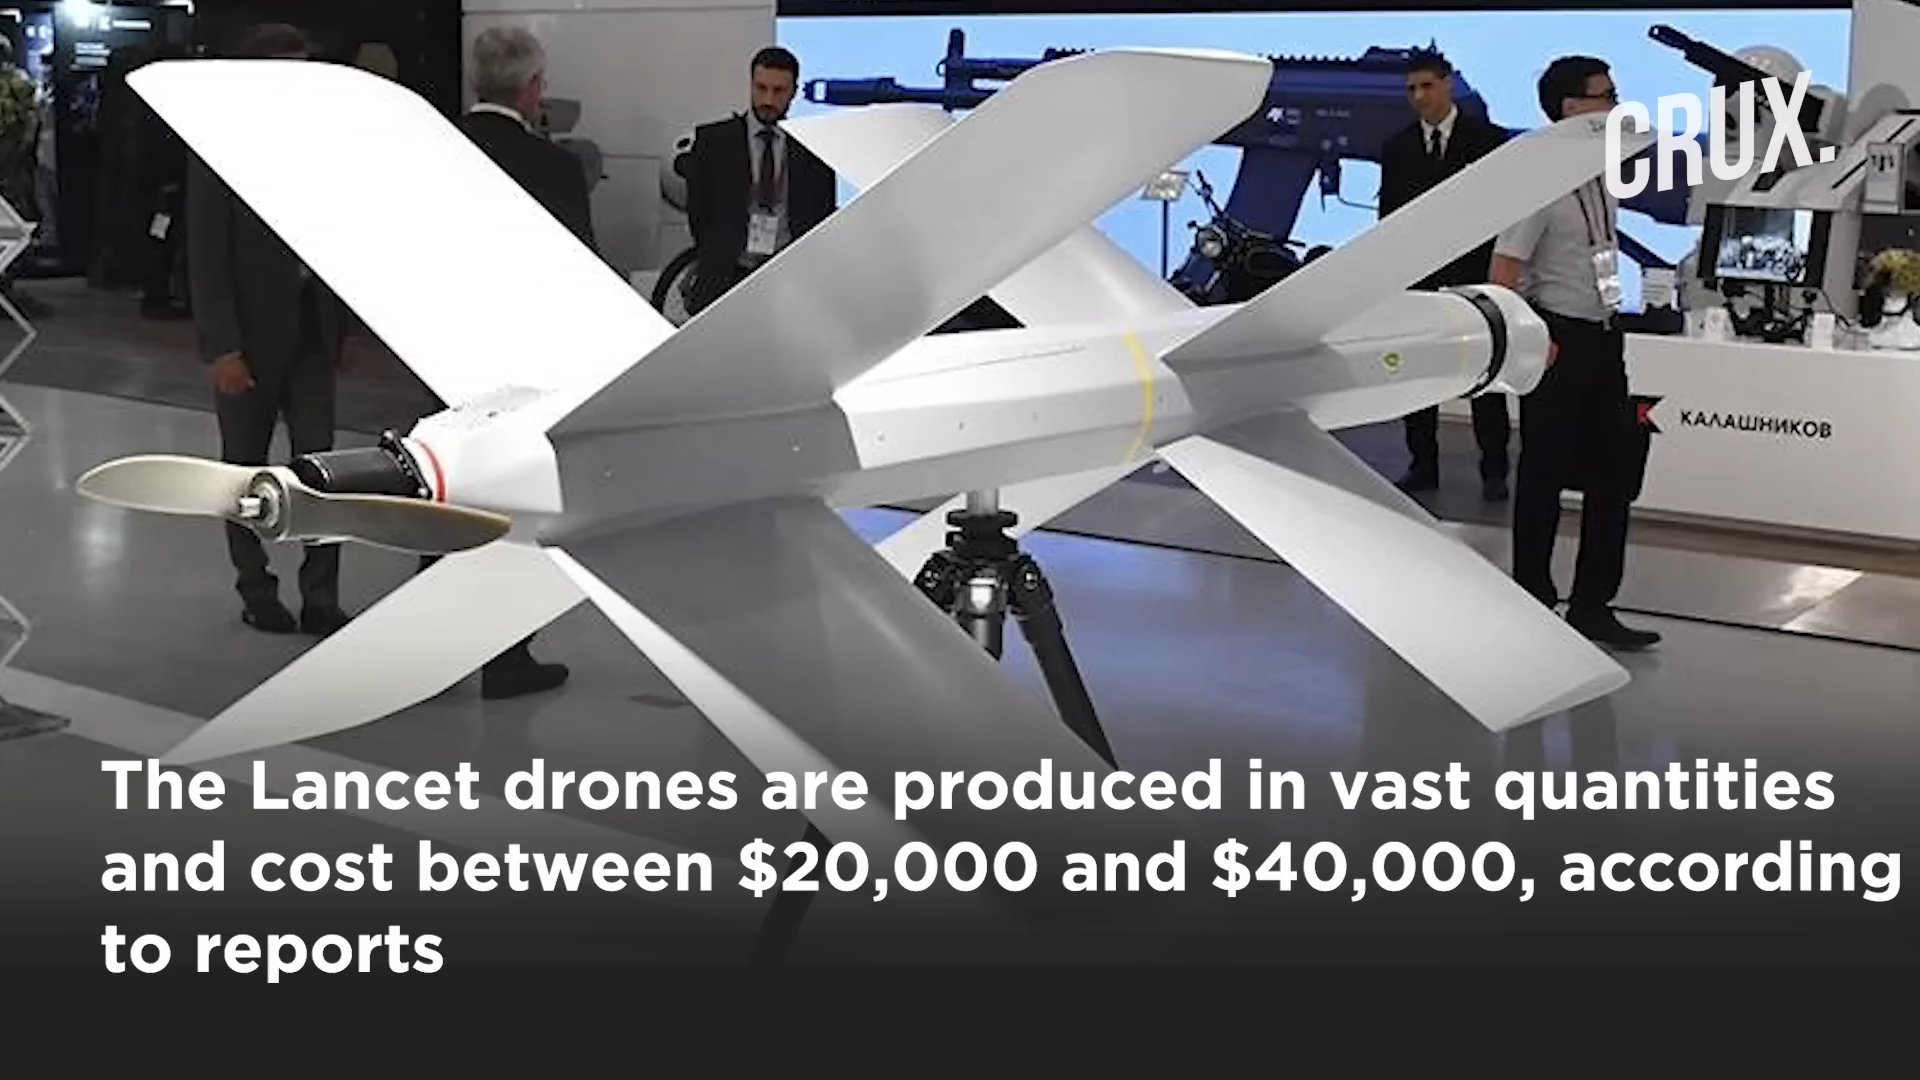 CRUX.
КАЛАШНИКОВ
The Lancet drones are produced in vast quantities
and cost between $20,000 and $40,000, according
to reports